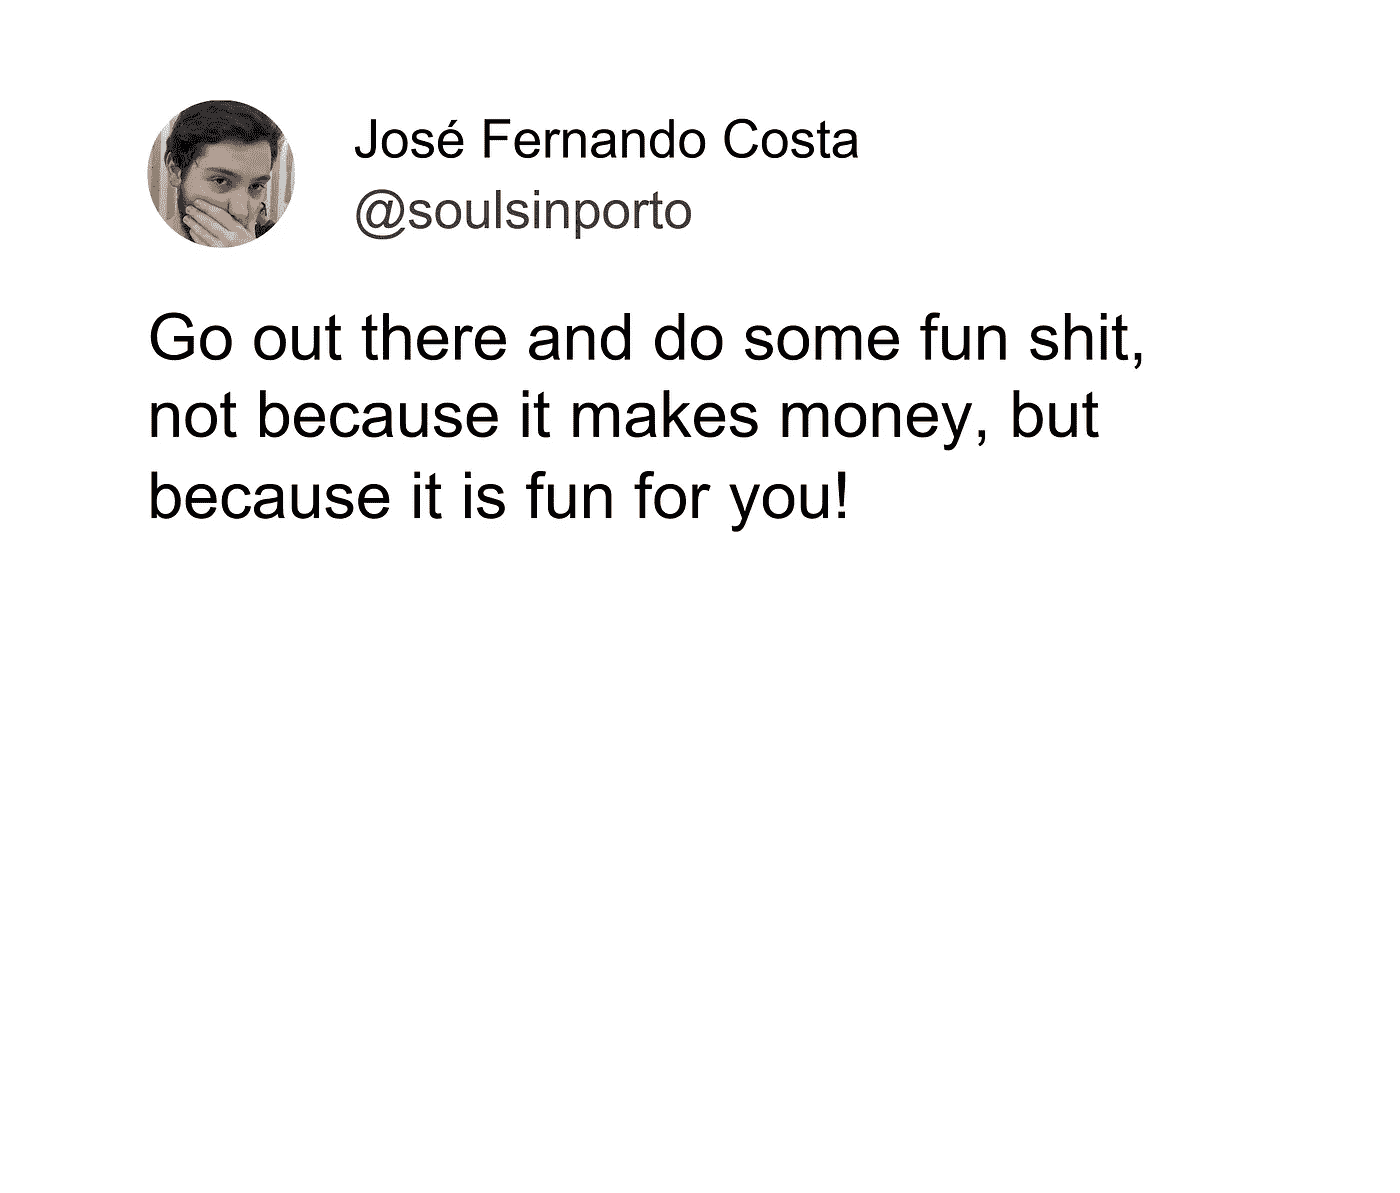 José Fernando Costa
@soulsinporto
Go out there and do some fun shit,
not because it makes money, but
because it is fun for you!